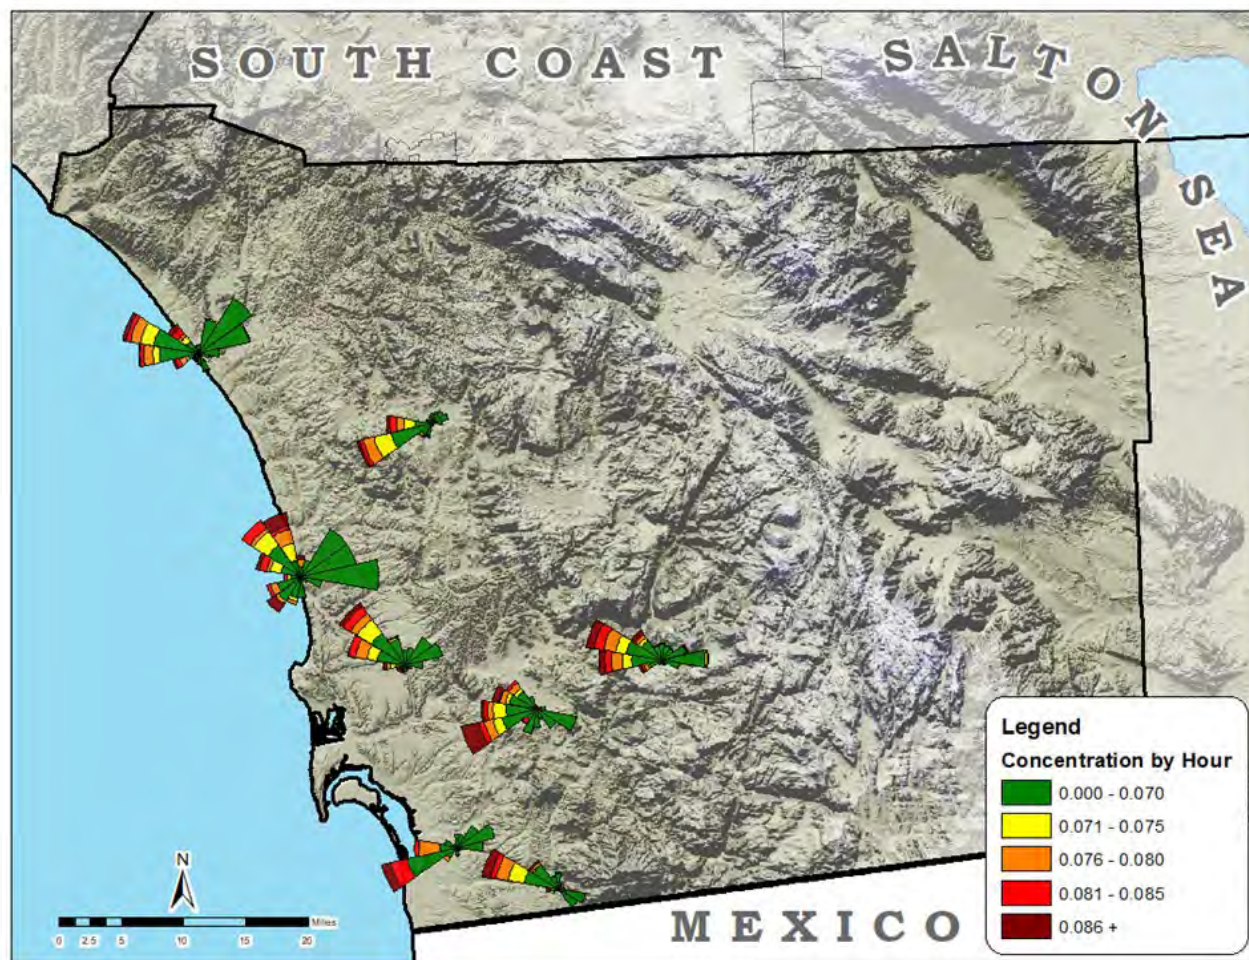 SOUTH COAST
SALTON SEA
Legend
Concentration by Hour
0.000 - 0.070
0.071 - 0.075
0.076 - 0.080
0.081 - 0.085
0.086 +
N
Miles
0 2.5 5 10 15 20
MEXICO